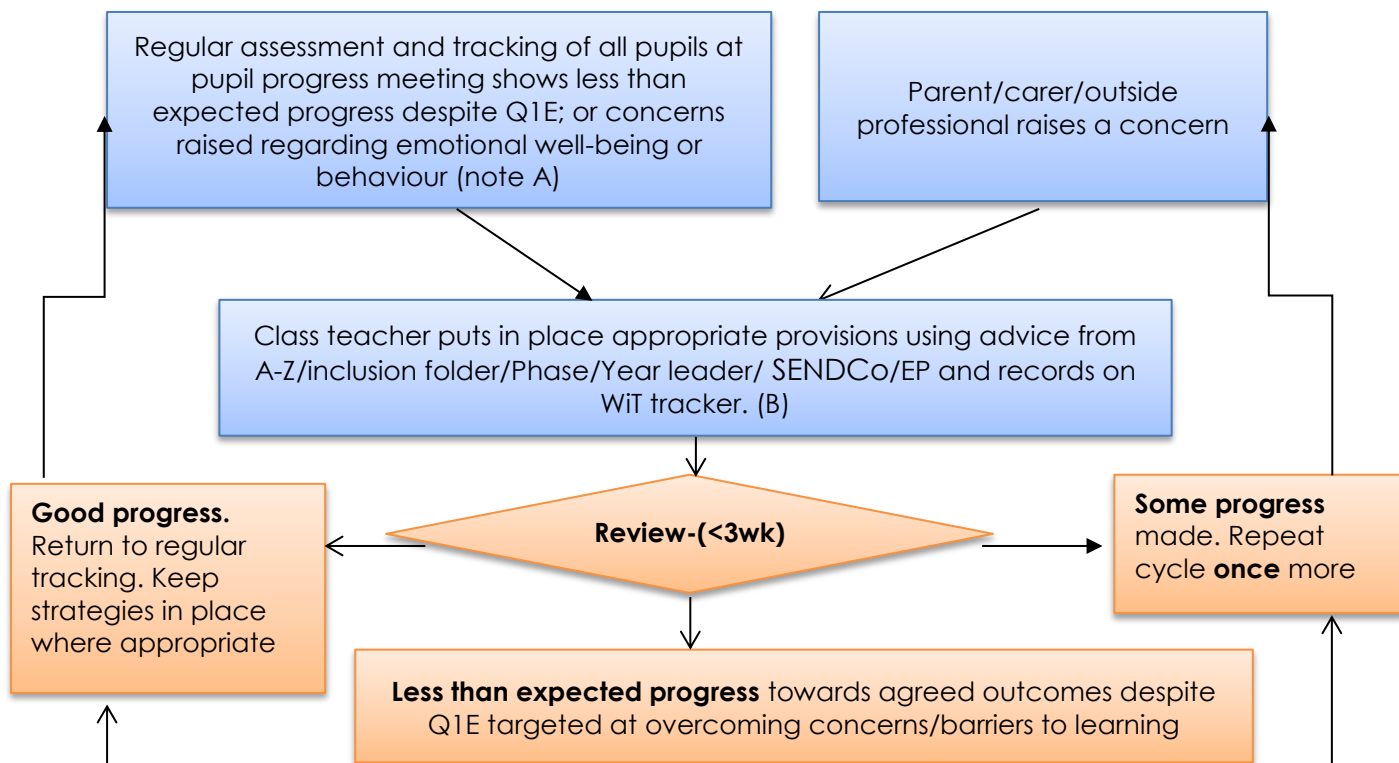 Regular assessment and tracking of all pupils at
pupil progress meeting shows less than
expected progress despite Q1E; or concerns
raised regarding emotional well-being or
behaviour (note A)
Parent/carer/outside
professional raises a concern
Class teacher puts in place appropriate provisions using advice from
A-Z/inclusion folder/Phase/Year leader/ SENDCo/EP and records on
WiT tracker. (B)
Good progress.
Return to regular
tracking. Keep
strategies in place
where appropriate
Review-(<3wk)
Some progress
made. Repeat
cycle once more
Less than expected progress towards agreed outcomes despite
Q1E targeted at overcoming concerns/barriers to learning